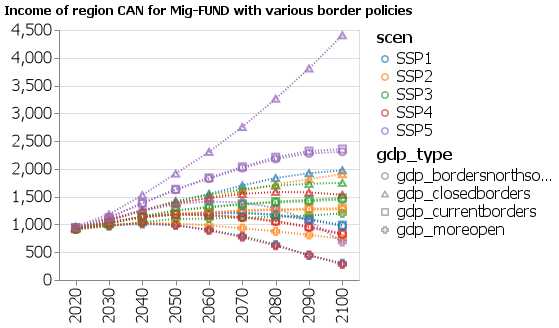 Income of region CAN for Mig-FUND with various border policies
4,500
4,000
3,500
3,000
2,500
2,000
1,500
1,000
500
0
2020
2030
2040
2050
2060
2070
2080
2090
2100
scen
SSP1
SSP2
SSP3
SSP4
SSP5
gdp_type
gdp_bordersnorthso...
gdp_closedborders
gdp_currentborders
gdp_moreopen